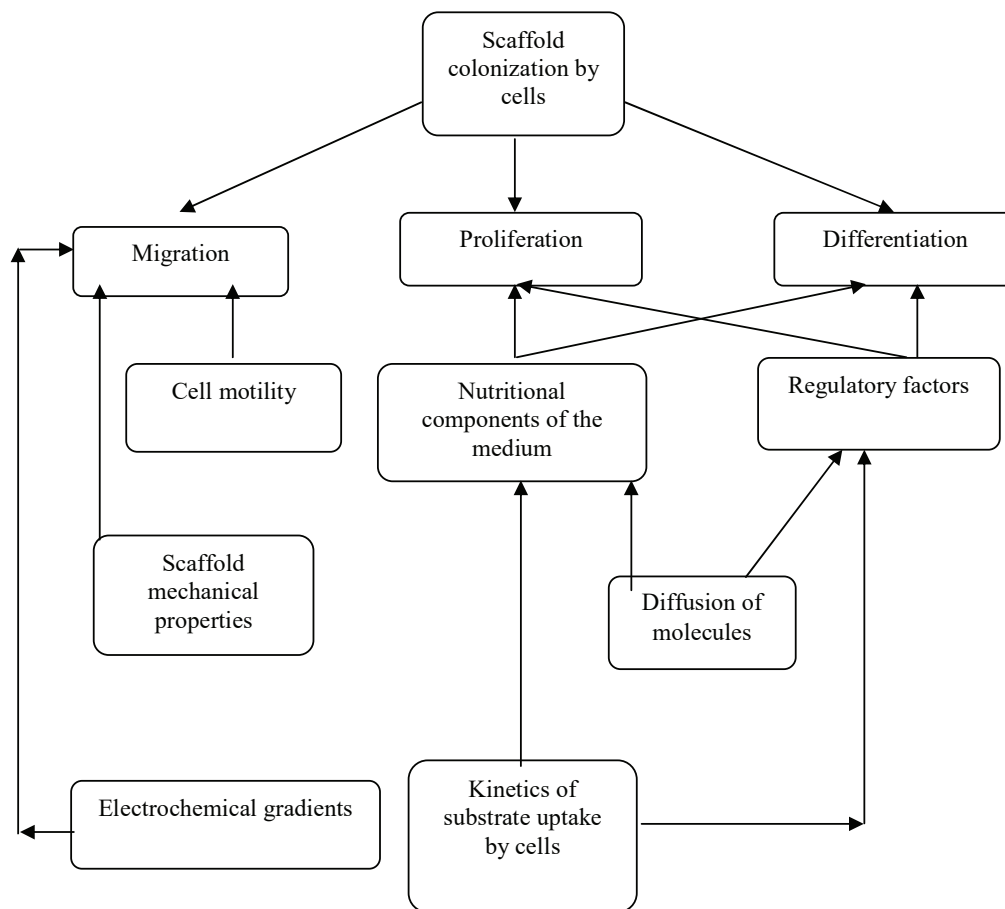 Scaffold
colonization by
cells
Migration
Proliferation
Differentiation
Cell motility
Nutritional
components of the
medium
Regulatory factors
Scaffold
mechanical
properties
Diffusion of
molecules
Electrochemical gradients
Kinetics of
substrate uptake
by cells